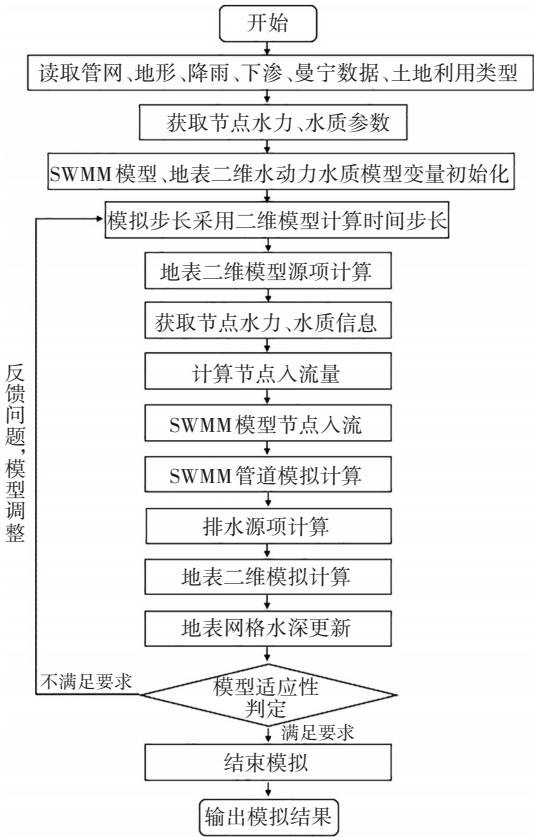 开始
读取管网、地形、降雨、下渗、曼宁数据、土地利用类型
获取节点水力、水质参数
SWMM模型、地表二维水动力水质模型变量初始化
模拟步长采用二维模型计算时间步长
地表二维模型源项计算
获取节点水力、水质信息
计算节点入流量
SWMM模型节点入流
SWMM管道模拟计算
排水源项计算
地表二维模拟计算
地表网格水深更新
模型适应性
判定
不满足要求
反馈问题,模型调整
满足要求
结束模拟
输出模拟结果